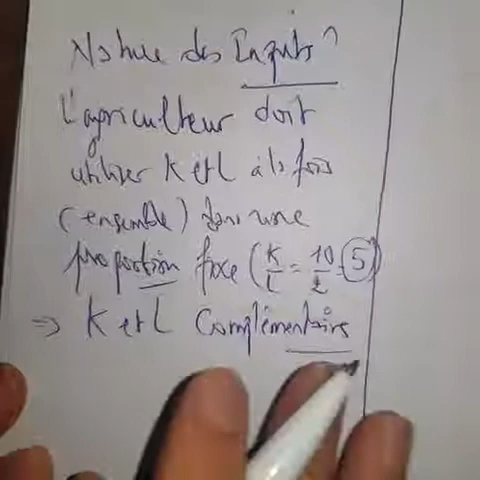 Nature des Inputs?
L'agriculteur doit
utiliser K et L à la fois
(ensemble) dans une
proportion fixe (K/L = 10/2 = 5)
⇒ K et L Complémentaires